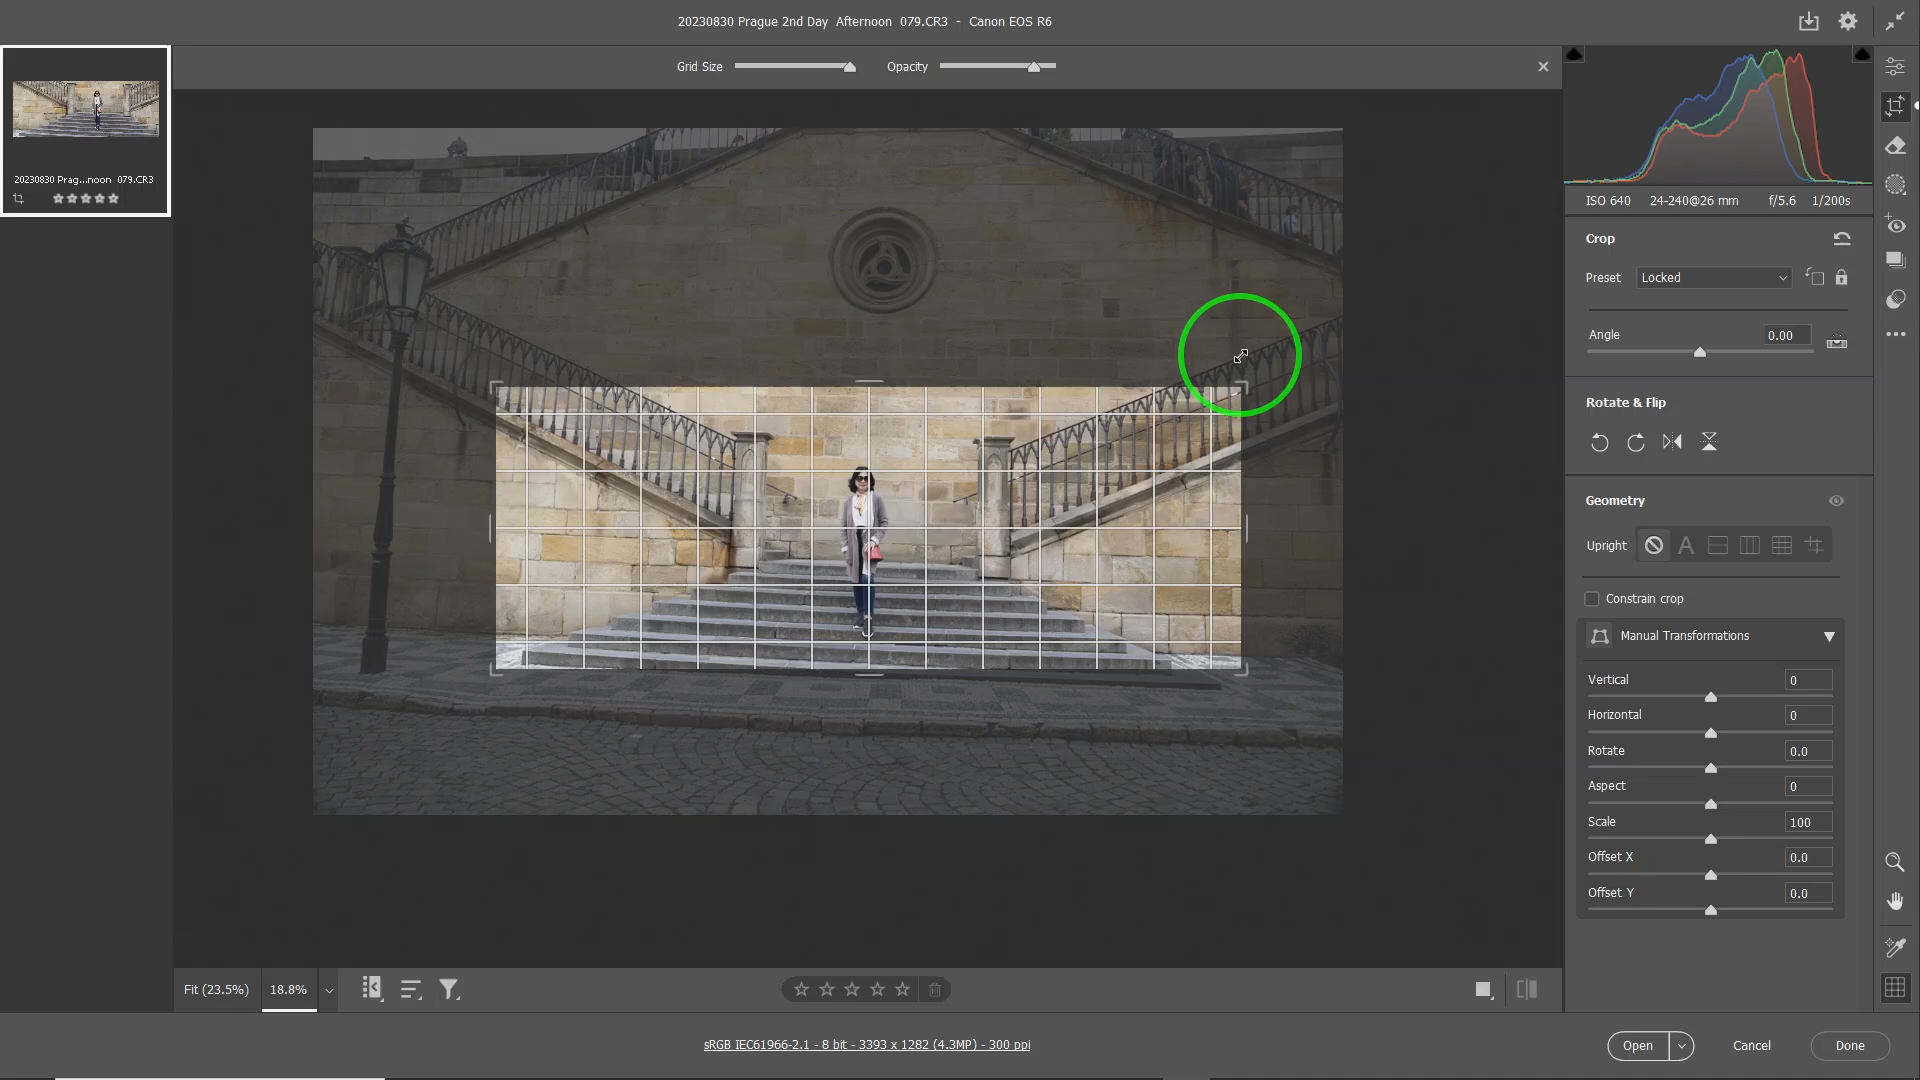 20230830 Prague 2nd Day  Afternoon  079.CR3  -  Canon EOS R6
Grid Size
Opacity
20230830 Prag...noon  079.CR3
ISO 640
24-240@26 mm
f/5.6
1/200s
Crop
Preset
Locked
Angle
0.00
Rotate & Flip
Geometry
Upright
A
Constrain crop
Manual Transformations
Vertical
0
Horizontal
0
Rotate
0.0
Aspect
0
Scale
100
Offset X
0.0
Offset Y
0.0
Fit (23.5%)
18.8%
sRGB IEC61966-2.1 - 8 bit - 3393 x 1282 (4.3MP) - 300 ppi
Open
Cancel
Done